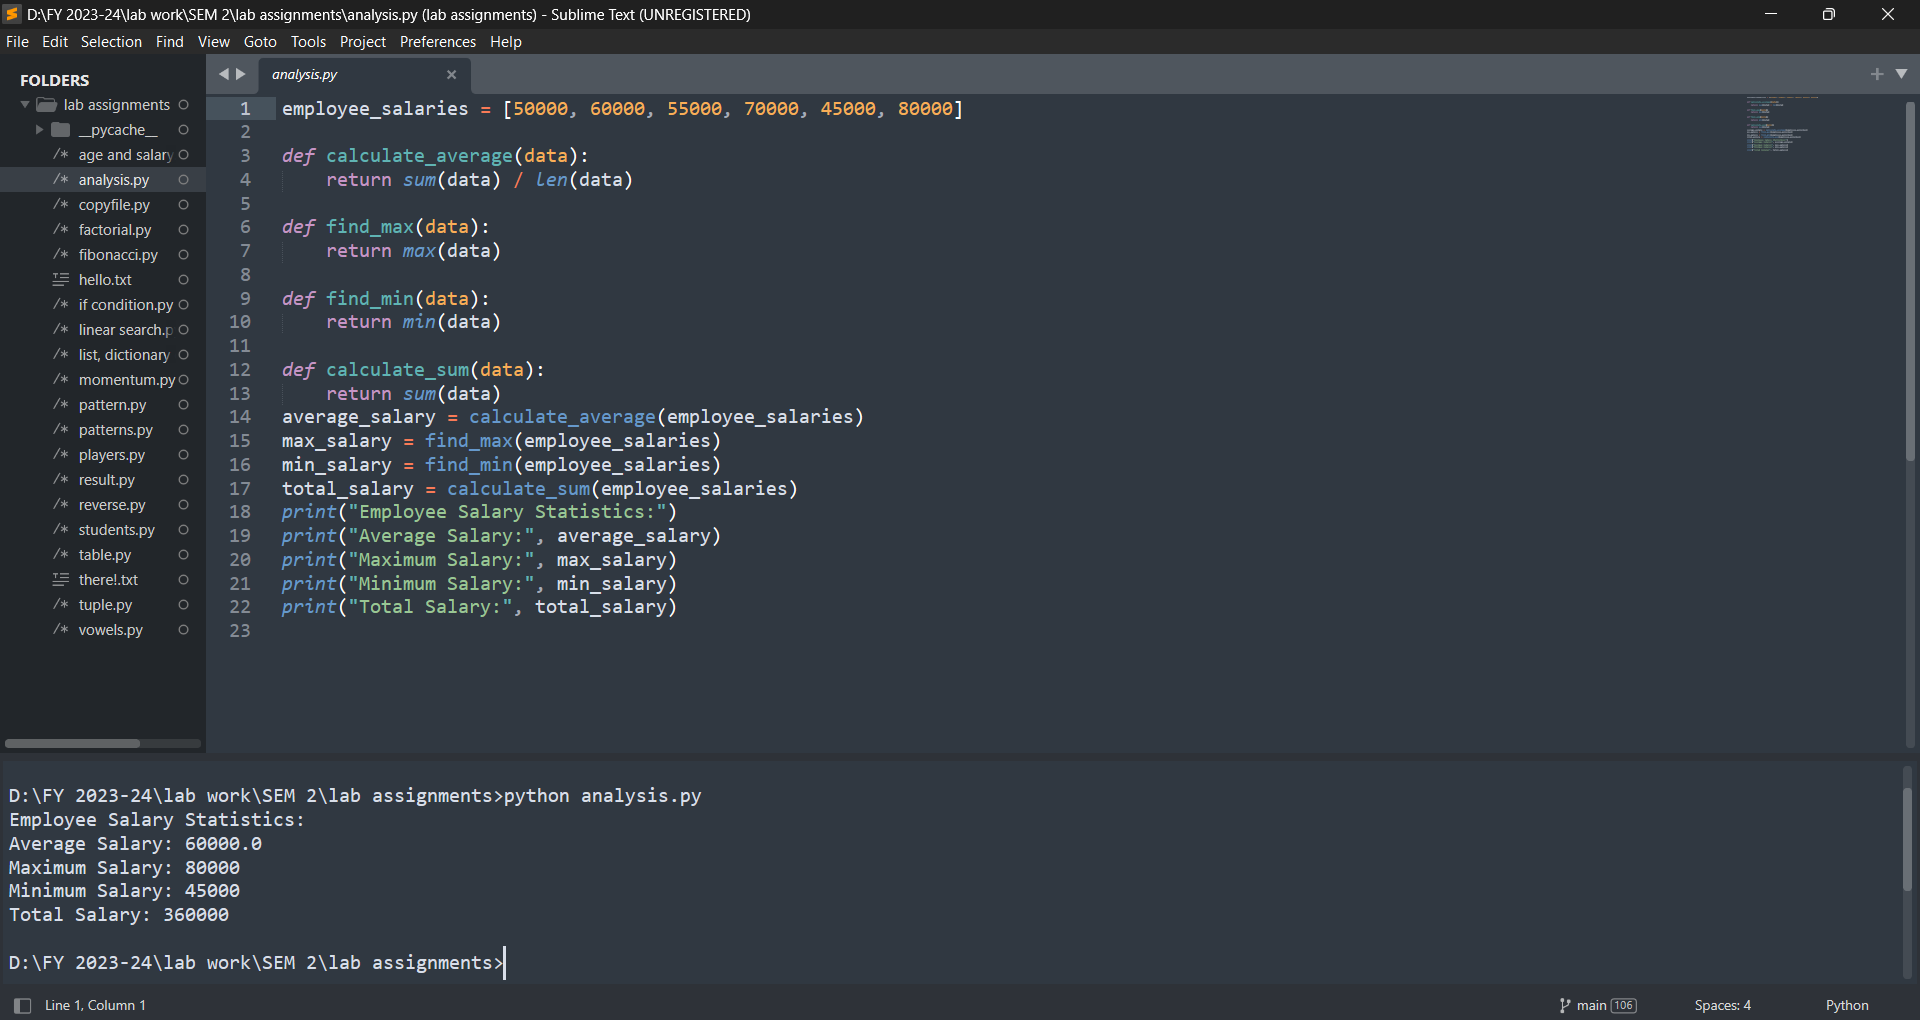 D:\FY 2023-24\lab work\SEM 2\lab assignments\analysis.py (lab assignments) - Sublime Text (UNREGISTERED)
File Edit Selection Find View Goto Tools Project Preferences Help
FOLDERS
lab assignments
__pycache__
/* age and salary
/* analysis.py
/* copyfile.py
/* factorial.py
/* fibonacci.py
hello.txt
/* if condition.py
/* linear search.p
/* list, dictionary
/* momentum.py
/* pattern.py
/* patterns.py
/* players.py
/* result.py
/* reverse.py
/* students.py
/* table.py
there!.txt
/* tuple.py
/* vowels.py
analysis.py
1 employee_salaries = [50000, 60000, 55000, 70000, 45000, 80000]
2
3 def calculate_average(data):
4     return sum(data) / len(data)
5
6 def find_max(data):
7     return max(data)
8
9 def find_min(data):
10     return min(data)
11
12 def calculate_sum(data):
13     return sum(data)
14 average_salary = calculate_average(employee_salaries)
15 max_salary = find_max(employee_salaries)
16 min_salary = find_min(employee_salaries)
17 total_salary = calculate_sum(employee_salaries)
18 print("Employee Salary Statistics:")
19 print("Average Salary:", average_salary)
20 print("Maximum Salary:", max_salary)
21 print("Minimum Salary:", min_salary)
22 print("Total Salary:", total_salary)
23
D:\FY 2023-24\lab work\SEM 2\lab assignments>python analysis.py
Employee Salary Statistics:
Average Salary: 60000.0
Maximum Salary: 80000
Minimum Salary: 45000
Total Salary: 360000
D:\FY 2023-24\lab work\SEM 2\lab assignments>
Line 1, Column 1 main 106 Spaces: 4 Python